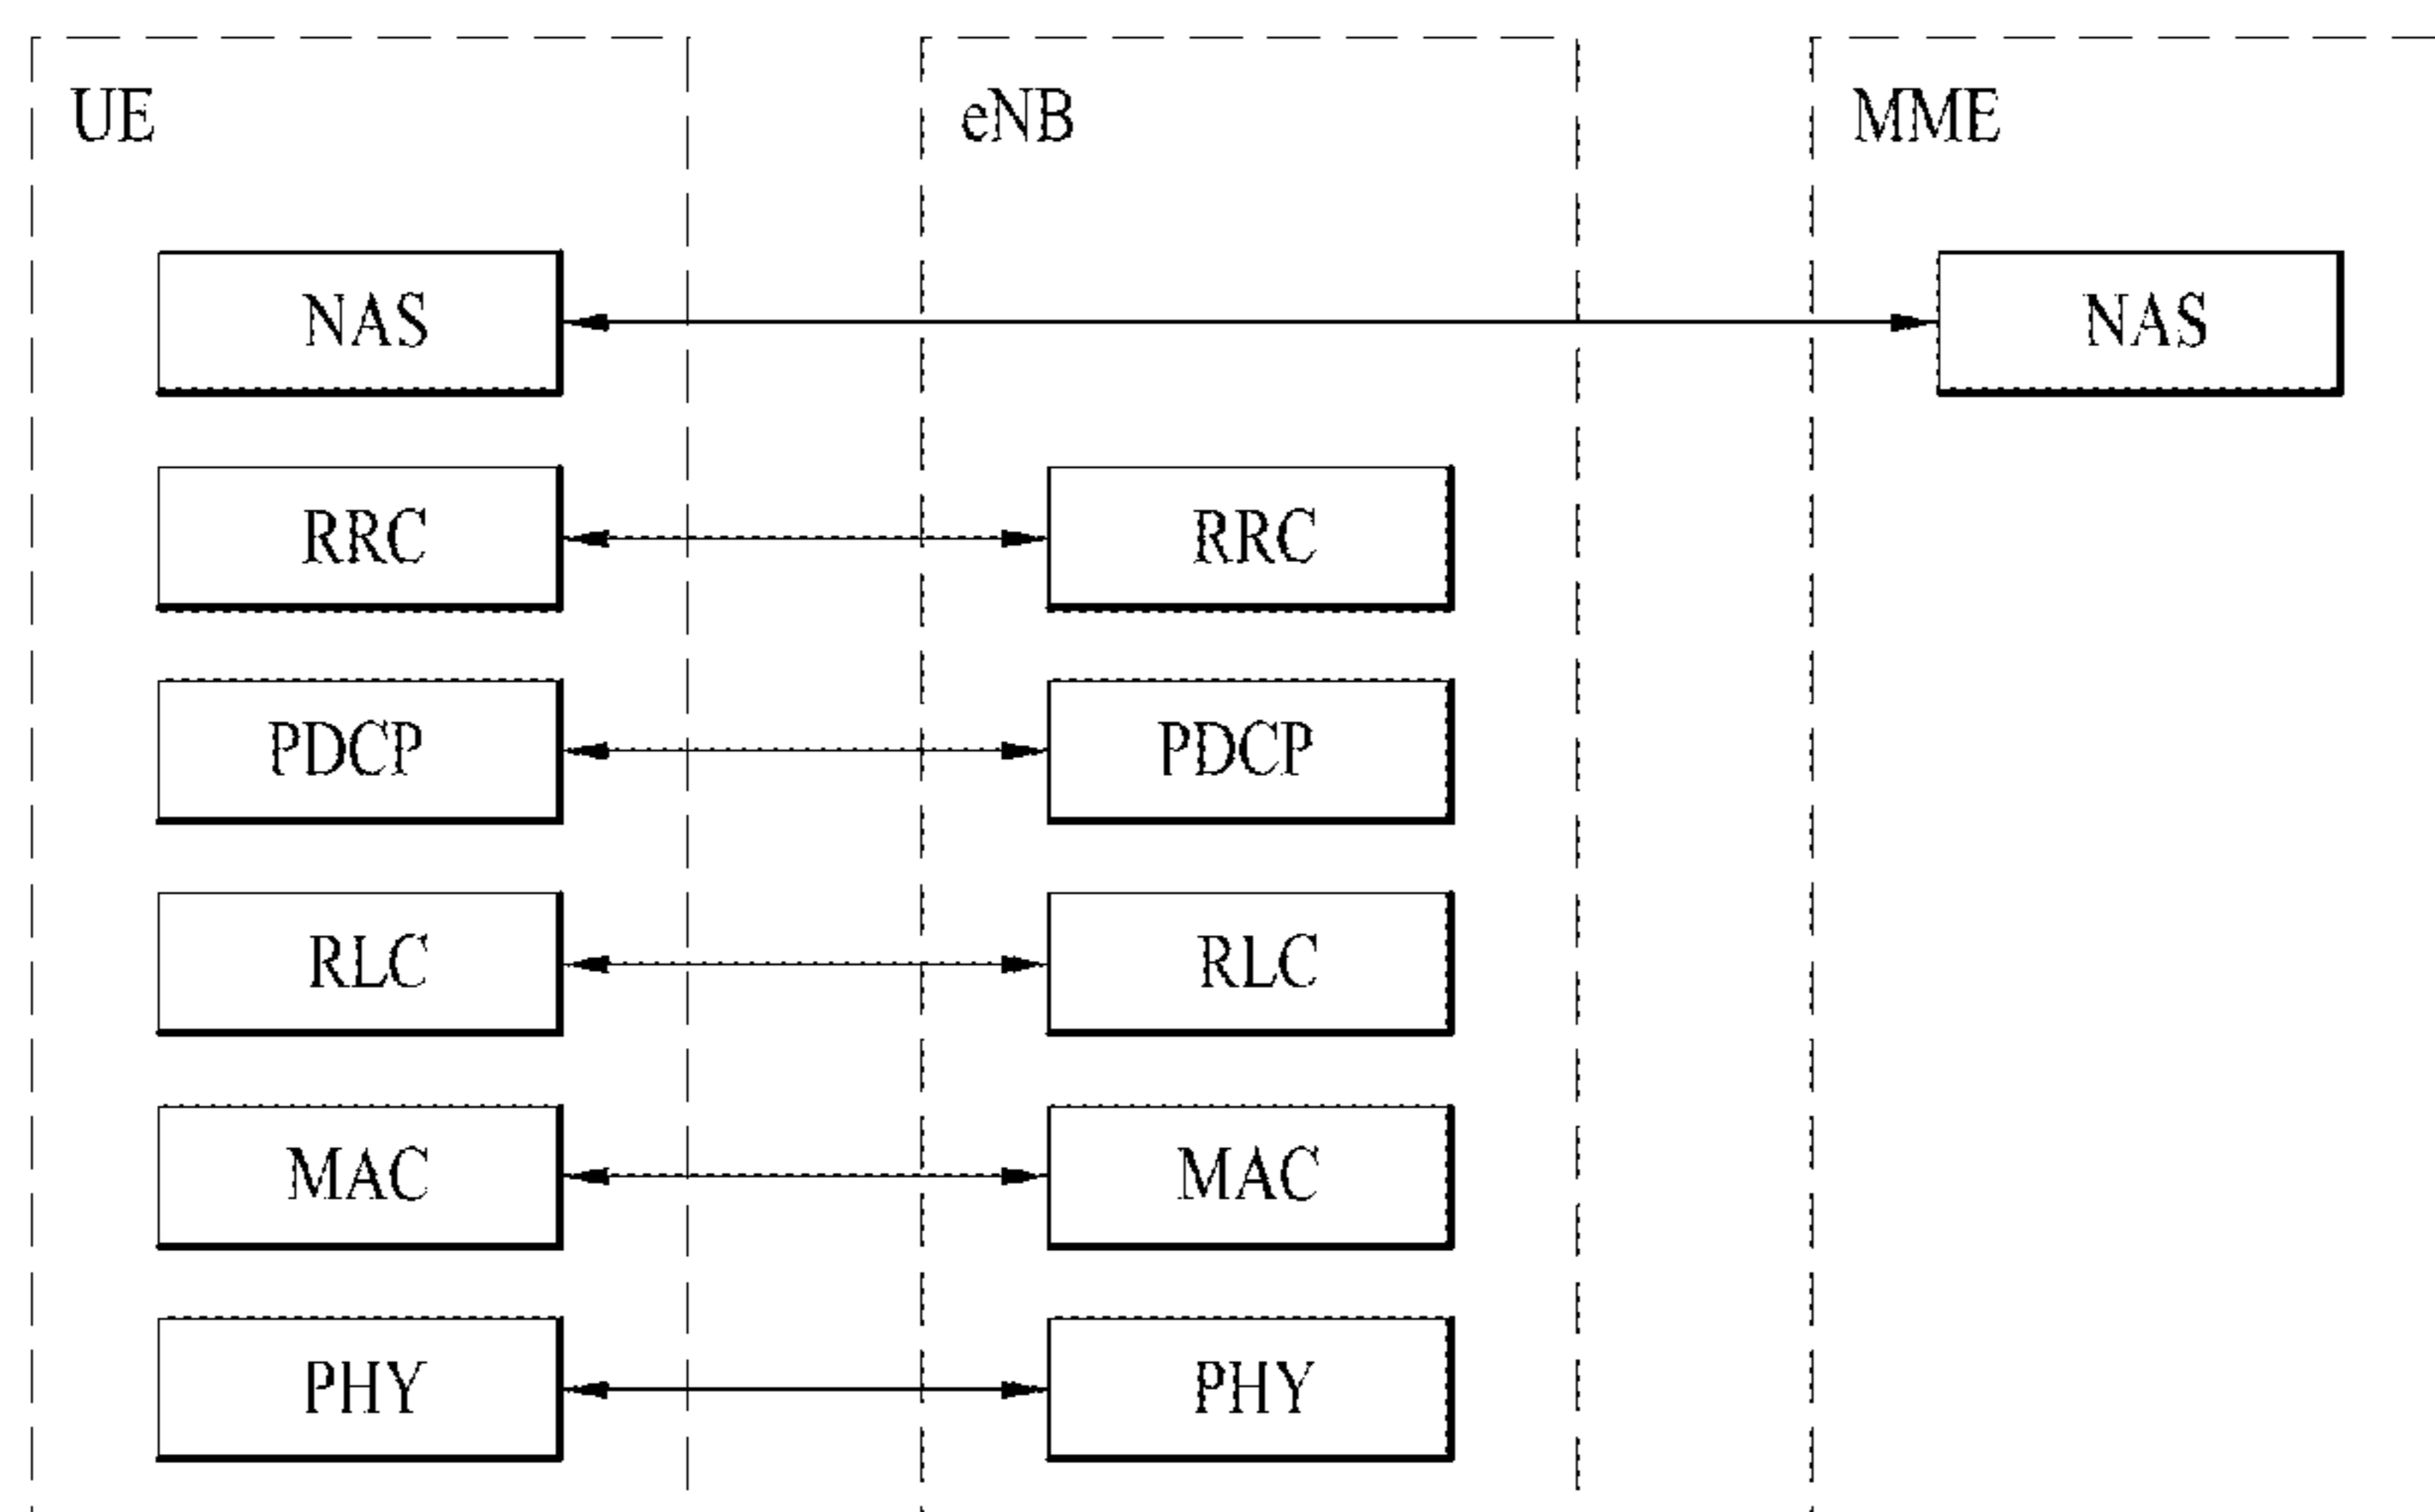 UE eNB MME
NAS NAS
RRC RRC
PDCP PDCP
RLC RLC
MAC MAC
PHY PHY